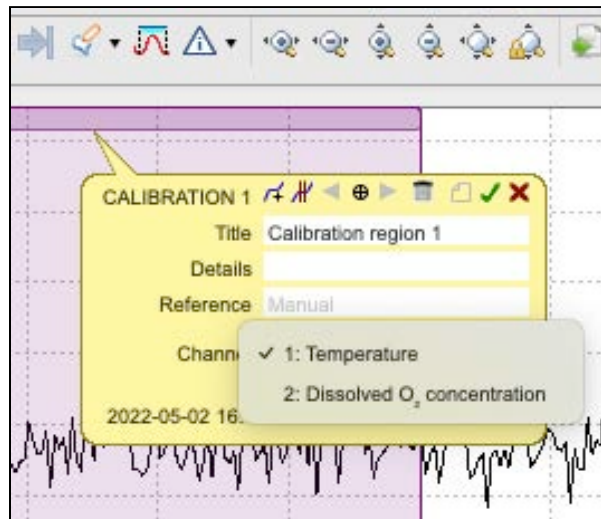 CALIBRATION 1
Title Calibration region 1
Details
Reference Manual
Channe ✓ 1: Temperature
2: Dissolved O₂ concentration
2022-05-02 16: